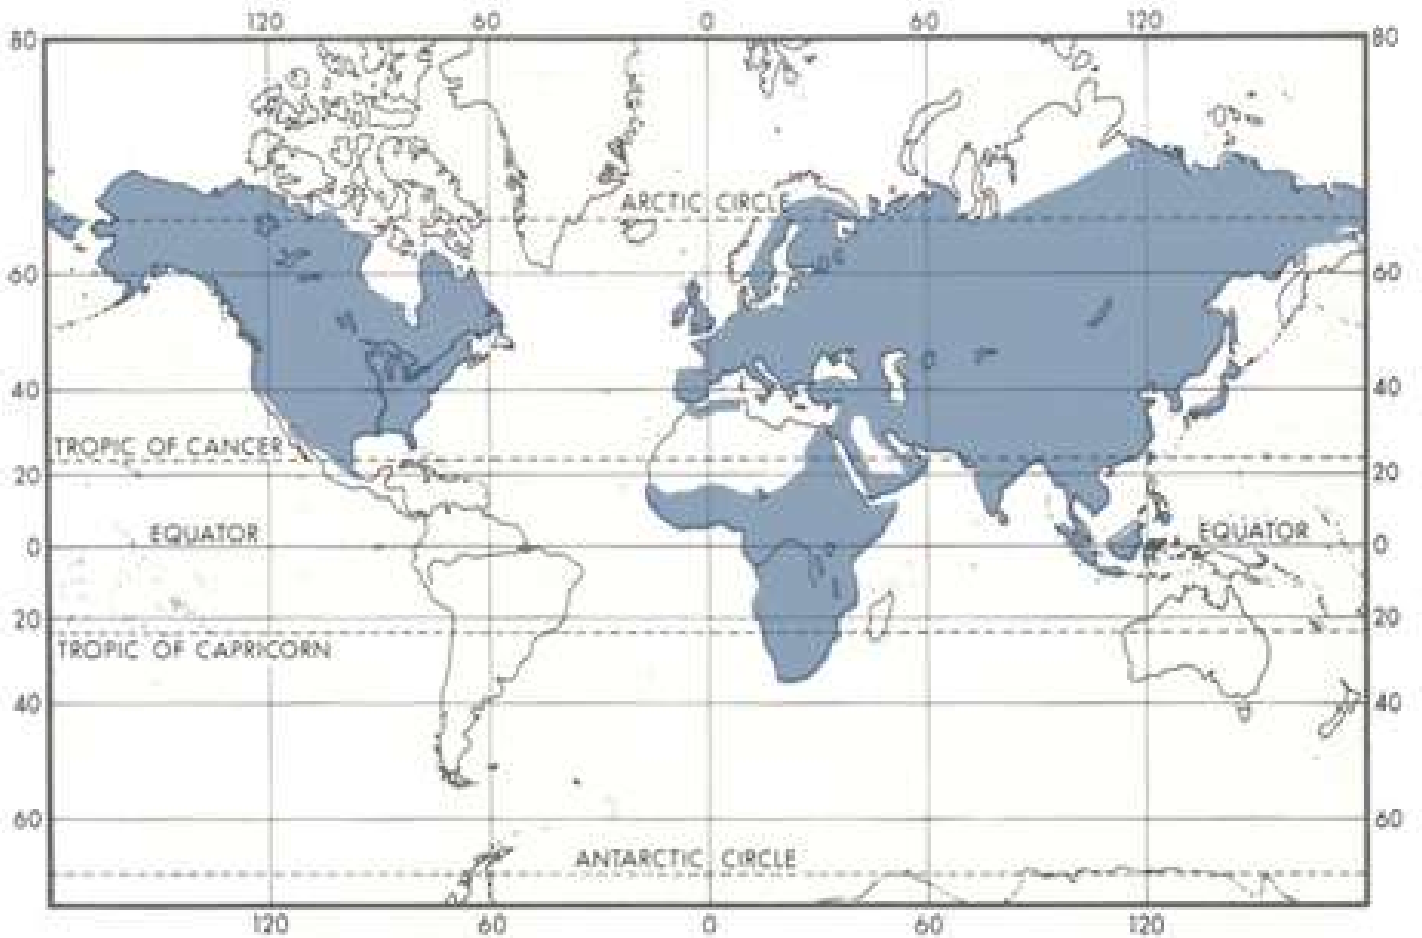 120 60 0 60 120
80 80
ARCTIC CIRCLE
60 60
40 40
TROPIC OF CANCER
20 20
EQUATOR EQUATOR
0 0
20 20
TROPIC OF CAPRICORN
40 40
60 60
ANTARCTIC CIRCLE
120 60 0 60 120